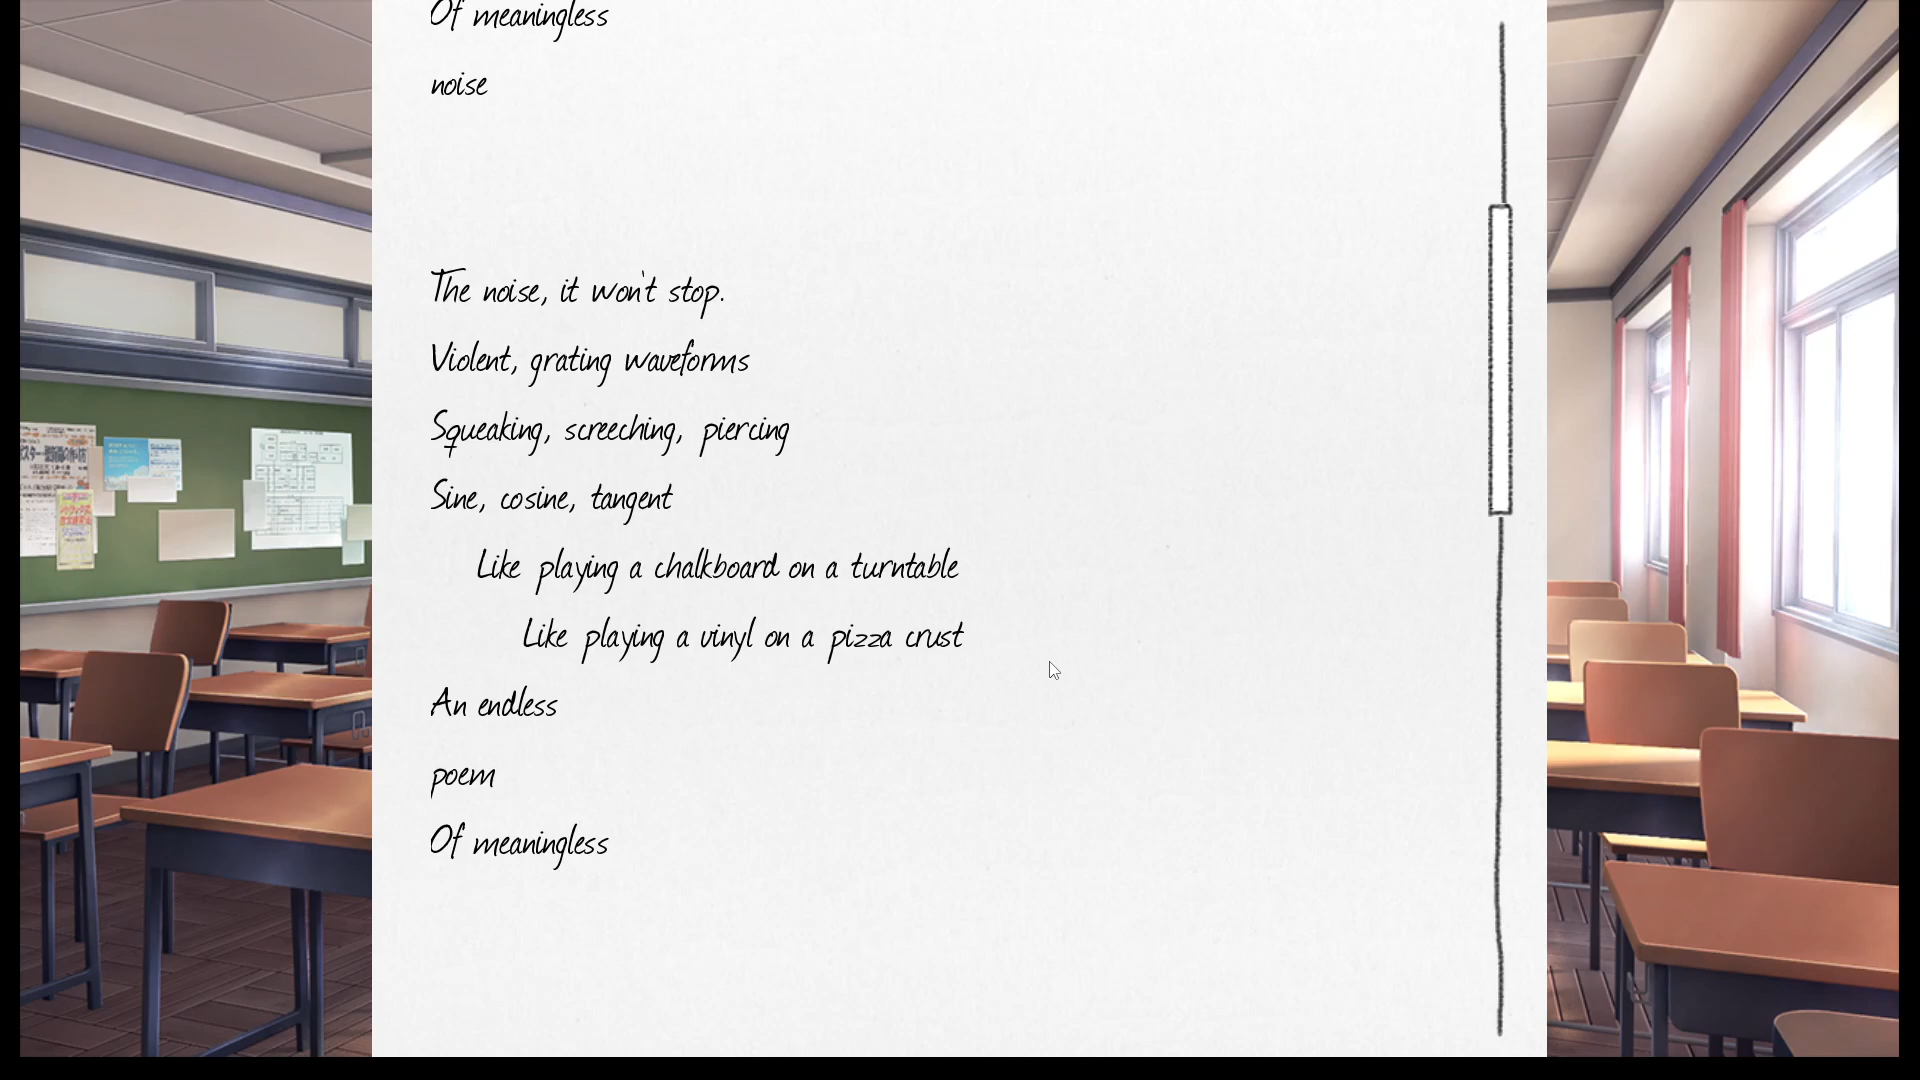 Of meaningless
noise
The noise, it won't stop.
Violent, grating waveforms
Squeaking, screeching, piercing
Sine, cosine, tangent
Like playing a chalkboard on a turntable
Like playing a vinyl on a pizza crust
An endless
poem
Of meaningless